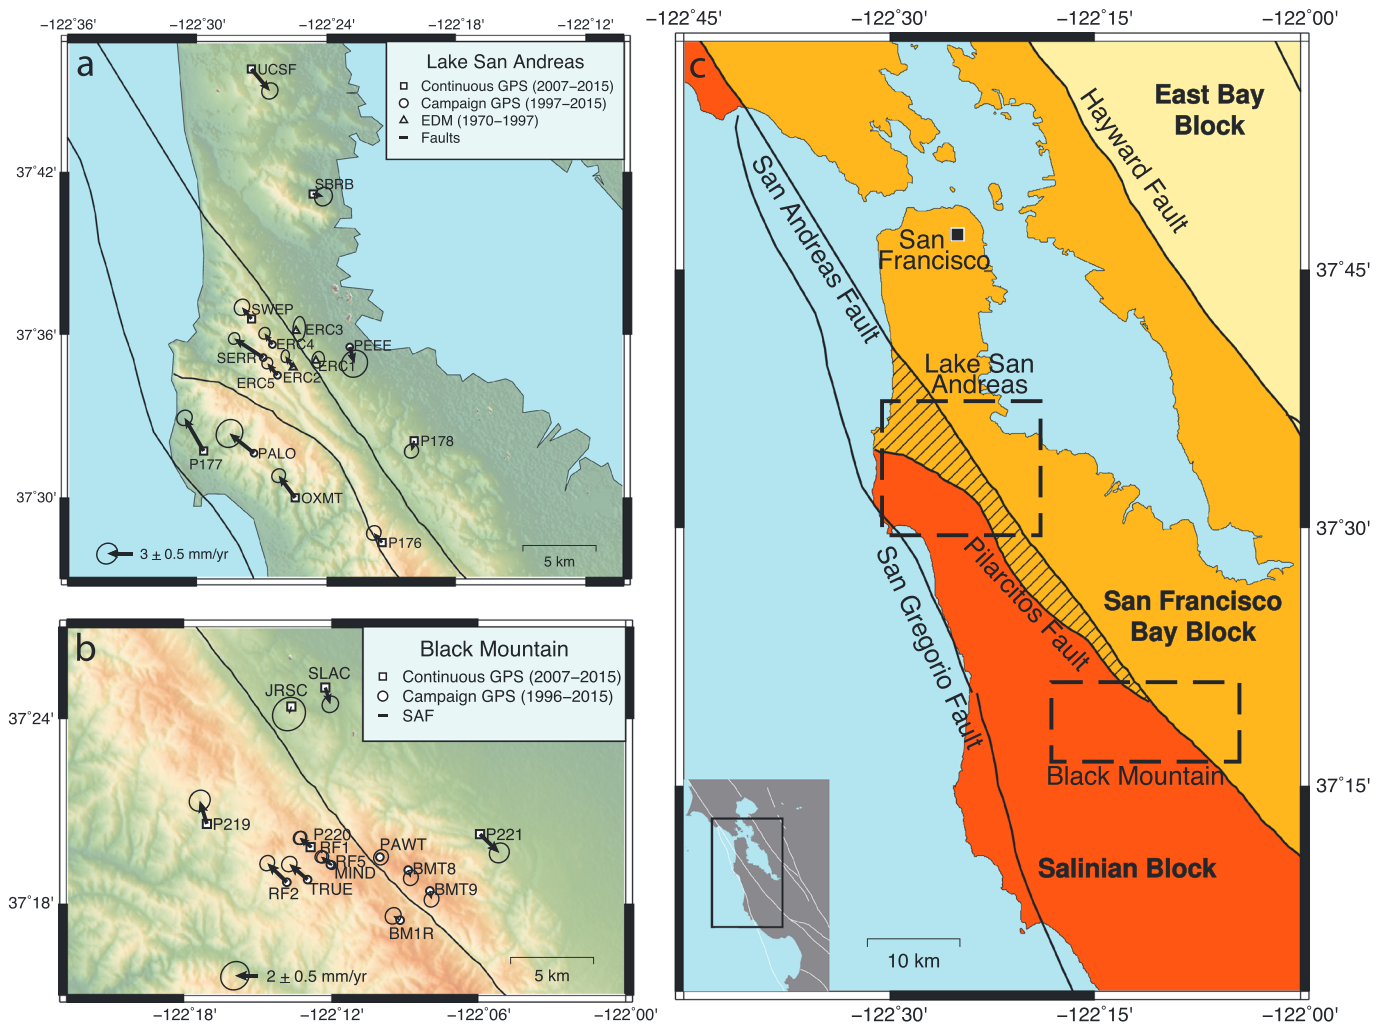 −122˚36'
−122˚30'
−122˚24'
−122˚18'
−122˚12'
a
Lake San Andreas
Continuous GPS (2007−2015)
Campaign GPS (1997−2015)
EDM (1970−1997)
Faults
37˚42'
37˚36'
37˚30'
UCSF
SBRB
SWEP
ERC3
ERC4
PEEE
SERR
ERC1
ERC2
ERC5
P178
P177
PALO
OXMT
P176
3 ± 0.5 mm/yr
5 km
b
Black Mountain
Continuous GPS (2007−2015)
Campaign GPS (1996−2015)
SAF
37˚24'
37˚18'
SLAC
JRSC
P219
P220
RF1
RF5
MIND
PAWT
P221
BMT8
BMT9
TRUE
RF2
BM1R
2 ± 0.5 mm/yr
5 km
−122˚18'
−122˚12'
−122˚06'
−122˚00'
−122˚45'
−122˚30'
−122˚15'
−122˚00'
c
East Bay
Block
Hayward Fault
San Andreas Fault
San
Francisco
37˚45'
Lake San
Andreas
37˚30'
Pilarcitos Fault
San Gregorio Fault
San Francisco
Bay Block
Black Mountain
37˚15'
Salinian Block
10 km
−122˚30'
−122˚15'
−122˚00'